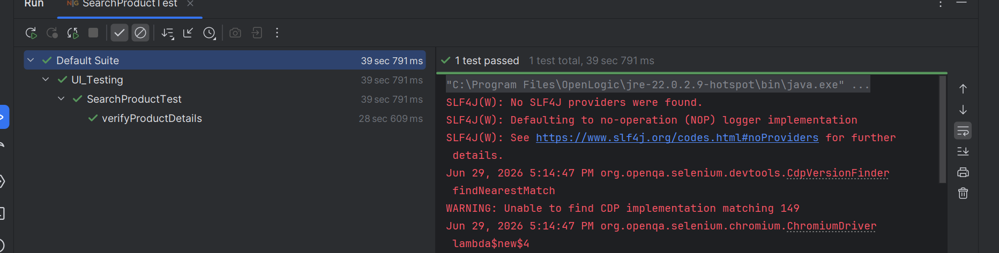 Run
NG SearchProductTest
Default Suite 39 sec 791 ms
UI_Testing 39 sec 791 ms
SearchProductTest 39 sec 791 ms
verifyProductDetails 28 sec 609 ms
1 test passed 1 test total, 39 sec 791 ms
"C:\Program Files\OpenLogic\jre-22.0.2.9-hotspot\bin\java.exe" ...
SLF4J(W): No SLF4J providers were found.
SLF4J(W): Defaulting to no-operation (NOP) logger implementation
SLF4J(W): See https://www.slf4j.org/codes.html#noProviders for further
details.
Jun 29, 2026 5:14:47 PM org.openqa.selenium.devtools.CdpVersionFinder
findNearestMatch
WARNING: Unable to find CDP implementation matching 149
Jun 29, 2026 5:14:47 PM org.openqa.selenium.chromium.ChromiumDriver
lambda$new$4